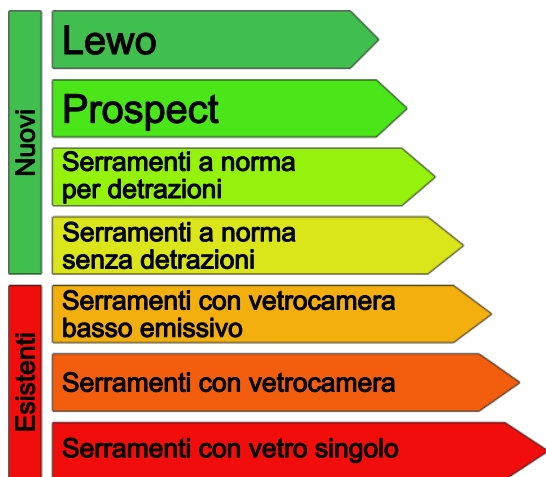 Nuovi
Lewo
Prospect
Serramenti a norma
per detrazioni
Serramenti a norma
senza detrazioni
Esistenti
Serramenti con vetrocamera
basso emissivo
Serramenti con vetrocamera
Serramenti con vetro singolo